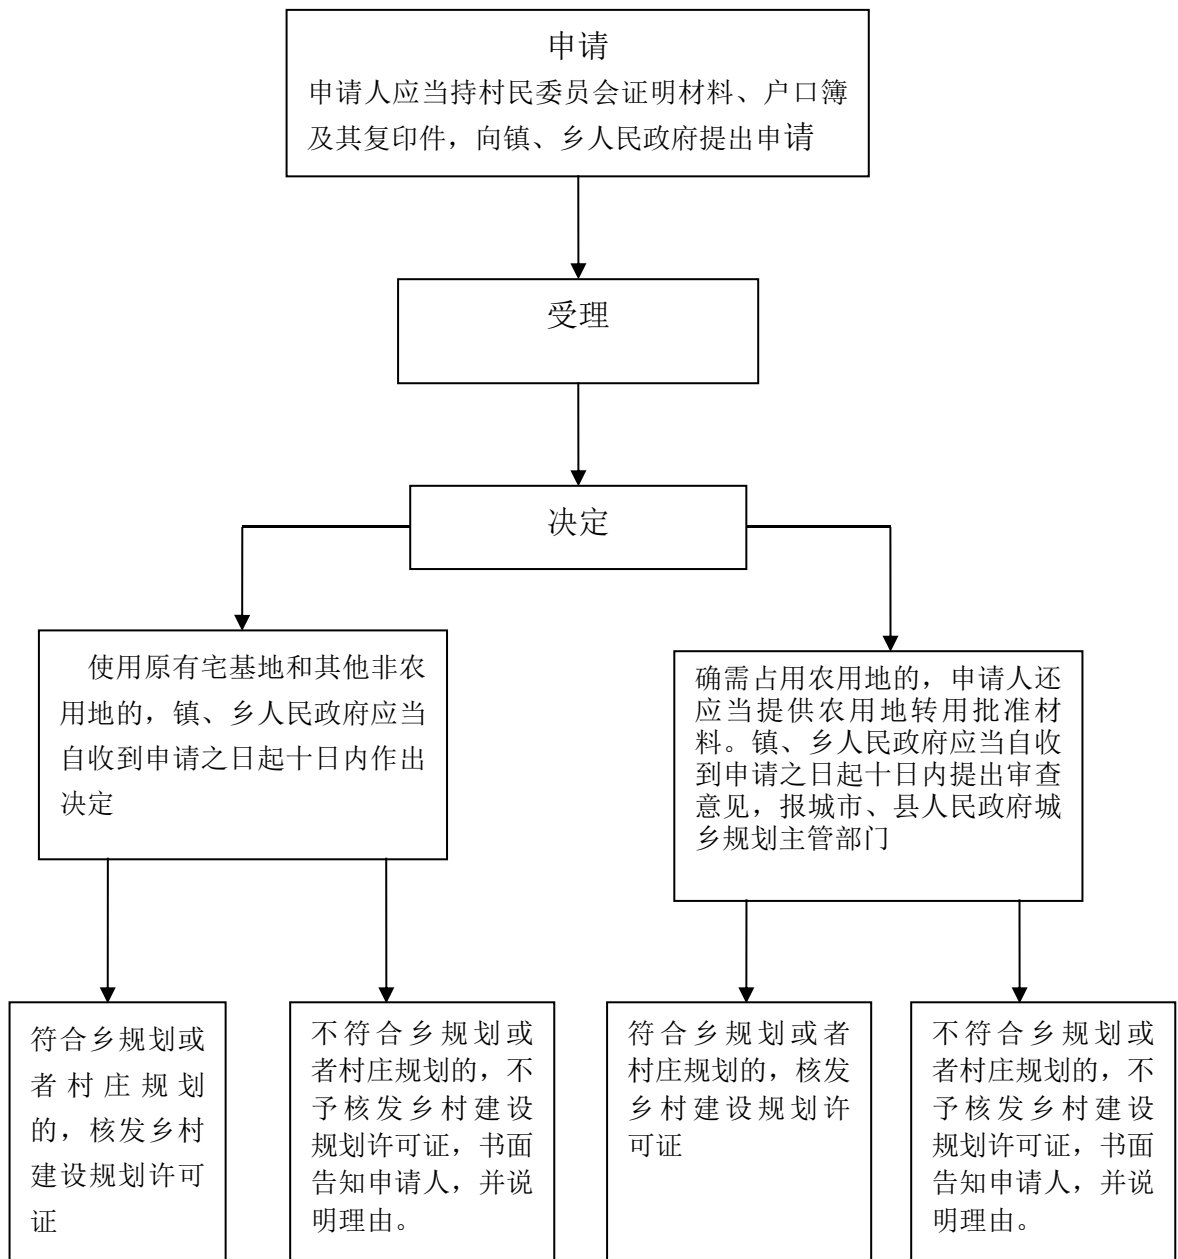 申请
申请人应当持村民委员会证明材料、户口簿
及其复印件，向镇、乡人民政府提出申请
受理
决定
使用原有宅基地和其他非农
用地的，镇、乡人民政府应当
自收到申请之日起十日内作出
决定
确需占用农用地的，申请人还
应当提供农用地转用批准材
料。镇、乡人民政府应当自收
到申请之日起十日内提出审查
意见，报城市、县人民政府城
乡规划主管部门
符合乡规划或
者村庄规划
的，核发乡村
建设规划许可
证
不符合乡规划或
者村庄规划的，不
予核发乡村建设
规划许可证，书面
告知申请人，并说
明理由。
符合乡规划或者
村庄规划的，核发
乡村建设规划许
可证
不符合乡规划或
者村庄规划的，不
予核发乡村建设
规划许可证，书面
告知申请人，并说
明理由。